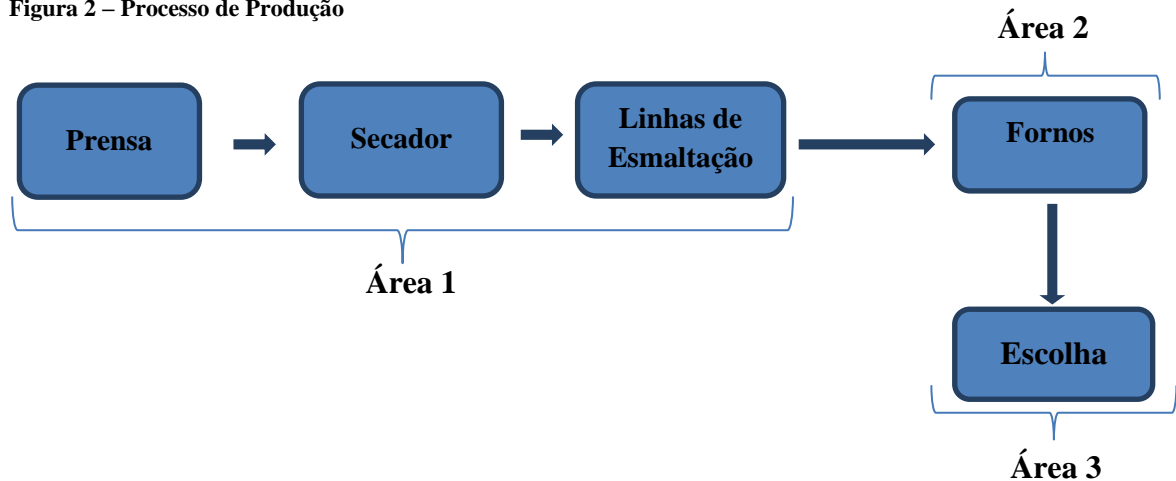 Figura 2 – Processo de Produção
Área 2
Prensa
Secador
Linhas de
Esmaltação
Fornos
Área 1
Escolha
Área 3